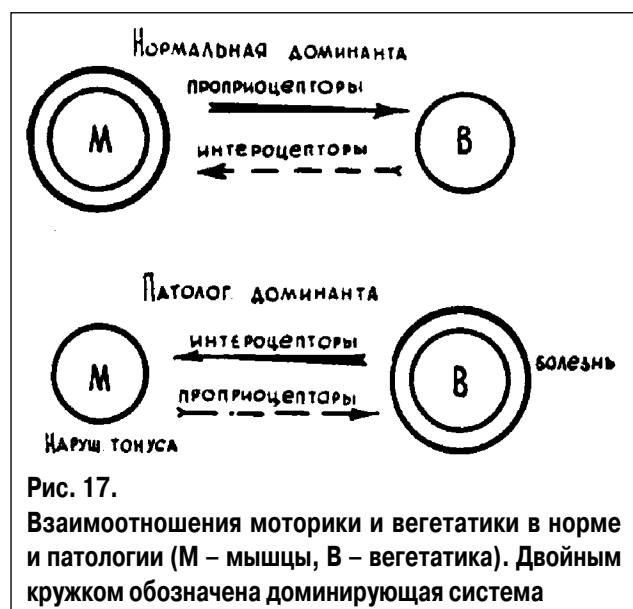 Нормальная доминанта
проприоцепторы
М
В
интероцепторы
Патолог. доминанта
интероцепторы
М
В
болезнь
проприоцепторы
Наруш. тонуса
Рис. 17.
Взаимоотношения моторики и вегетатики в норме
и патологии (М – мышцы, В – вегетатика). Двойным
кружком обозначена доминирующая система